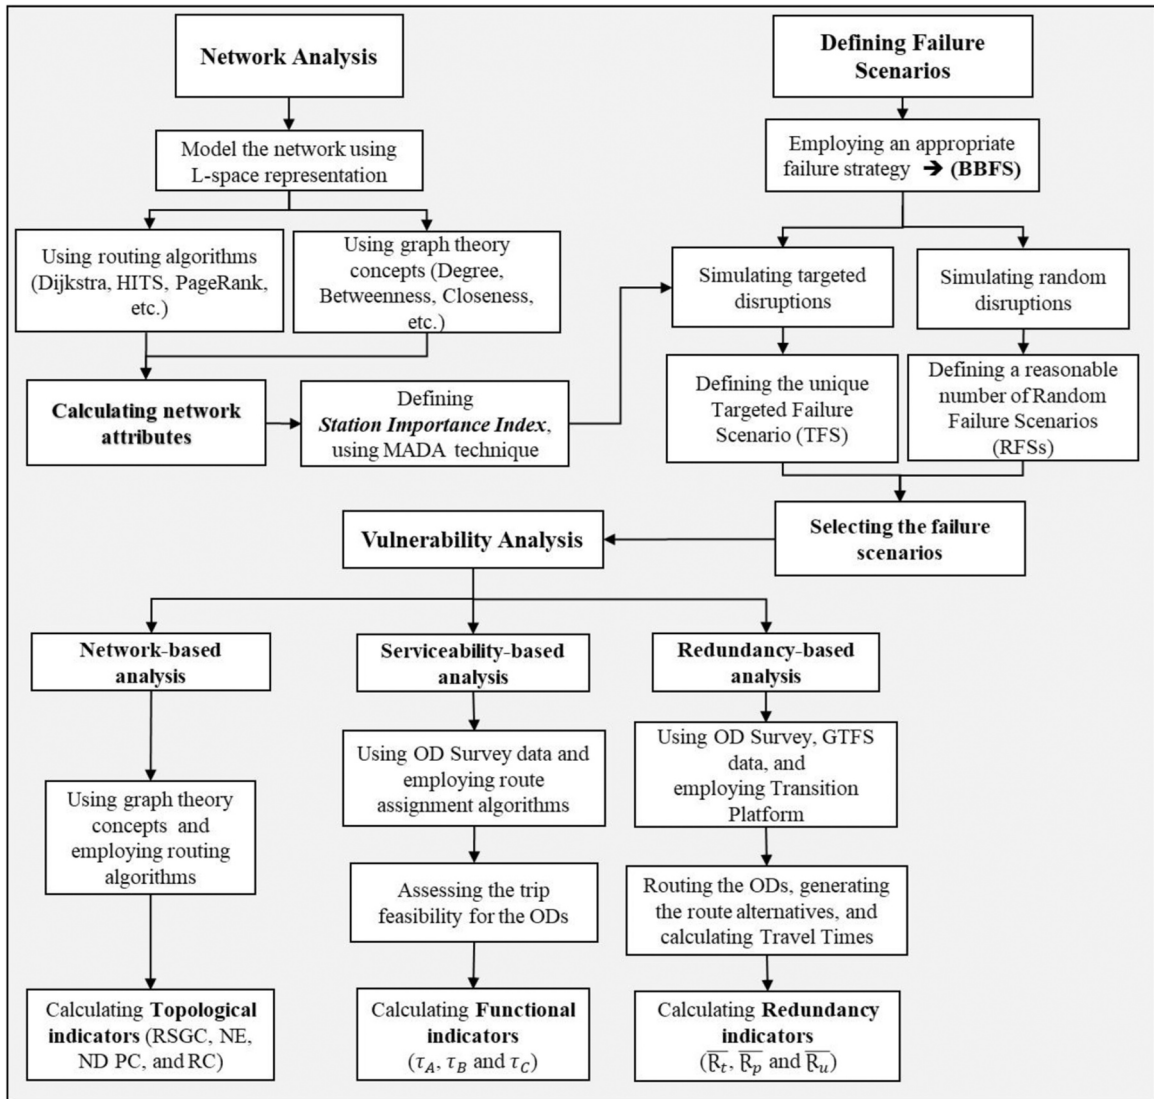 Network Analysis
Defining Failure
Scenarios
Model the network using
L-space representation
Employing an appropriate
failure strategy ➔ (BBFS)
Using routing algorithms
(Dijkstra, HITS, PageRank,
etc.)
Using graph theory
concepts (Degree,
Betweenness, Closeness,
etc.)
Simulating targeted
disruptions
Simulating random
disruptions
Calculating network
attributes
Defining
Station Importance Index,
using MADA technique
Defining the unique
Targeted Failure
Scenario (TFS)
Defining a reasonable
number of Random
Failure Scenarios
(RFSs)
Vulnerability Analysis
Selecting the failure
scenarios
Network-based
analysis
Serviceability-based
analysis
Redundancy-based
analysis
Using graph theory
concepts and
employing routing
algorithms
Using OD Survey data and
employing route
assignment algorithms
Using OD Survey, GTFS
data, and
employing Transition
Platform
Assessing the trip
feasibility for the ODs
Routing the ODs, generating
the route alternatives, and
calculating Travel Times
Calculating Topological
indicators (RSGC, NE,
ND PC, and RC)
Calculating Functional
indicators
(τ_A, τ_B and τ_C)
Calculating Redundancy
indicators
(R̅_t, R̅_p and R̅_u)